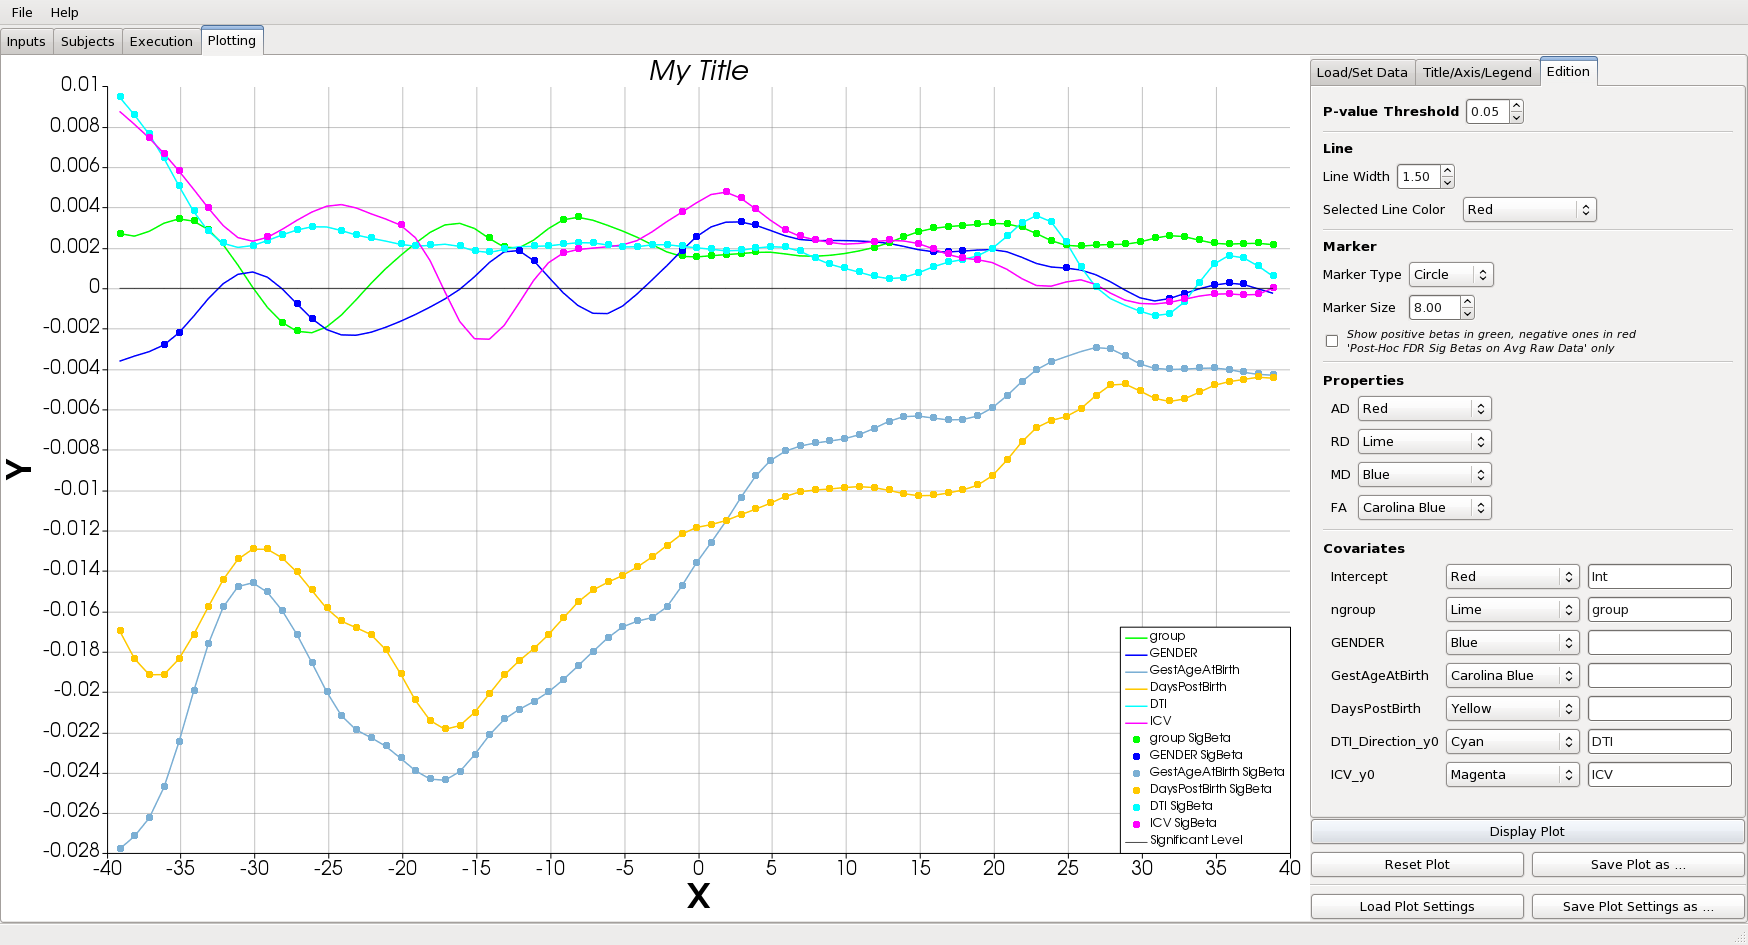 File Help
Inputs Subjects Execution Plotting
My Title
0.01
0.008
0.006
0.004
0.002
0
-0.002
-0.004
-0.006
-0.008
-0.01
-0.012
-0.014
-0.016
-0.018
-0.02
-0.022
-0.024
-0.026
-0.028
Y
-40 -35 -30 -25 -20 -15 -10 -5 0 5 10 15 20 25 30 35 40
X
group
GENDER
GestAgeAtBirth
DaysPostBirth
DTI
ICV
group SigBeta
GENDER SigBeta
GestAgeAtBirth SigBeta
DaysPostBirth SigBeta
DTI SigBeta
ICV SigBeta
Significant Level
Load/Set Data Title/Axis/Legend Edition
P-value Threshold 0.05
Line
Line Width 1.50
Selected Line Color Red
Marker
Marker Type Circle
Marker Size 8.00
Show positive betas in green, negative ones in red
'Post-Hoc FDR Sig Betas on Avg Raw Data' only
Properties
AD Red
RD Lime
MD Blue
FA Carolina Blue
Covariates
Intercept Red Int
ngroup Lime group
GENDER Blue
GestAgeAtBirth Carolina Blue
DaysPostBirth Yellow
DTI_Direction_y0 Cyan DTI
ICV_y0 Magenta ICV
Display Plot
Reset Plot Save Plot as ...
Load Plot Settings Save Plot Settings as ...